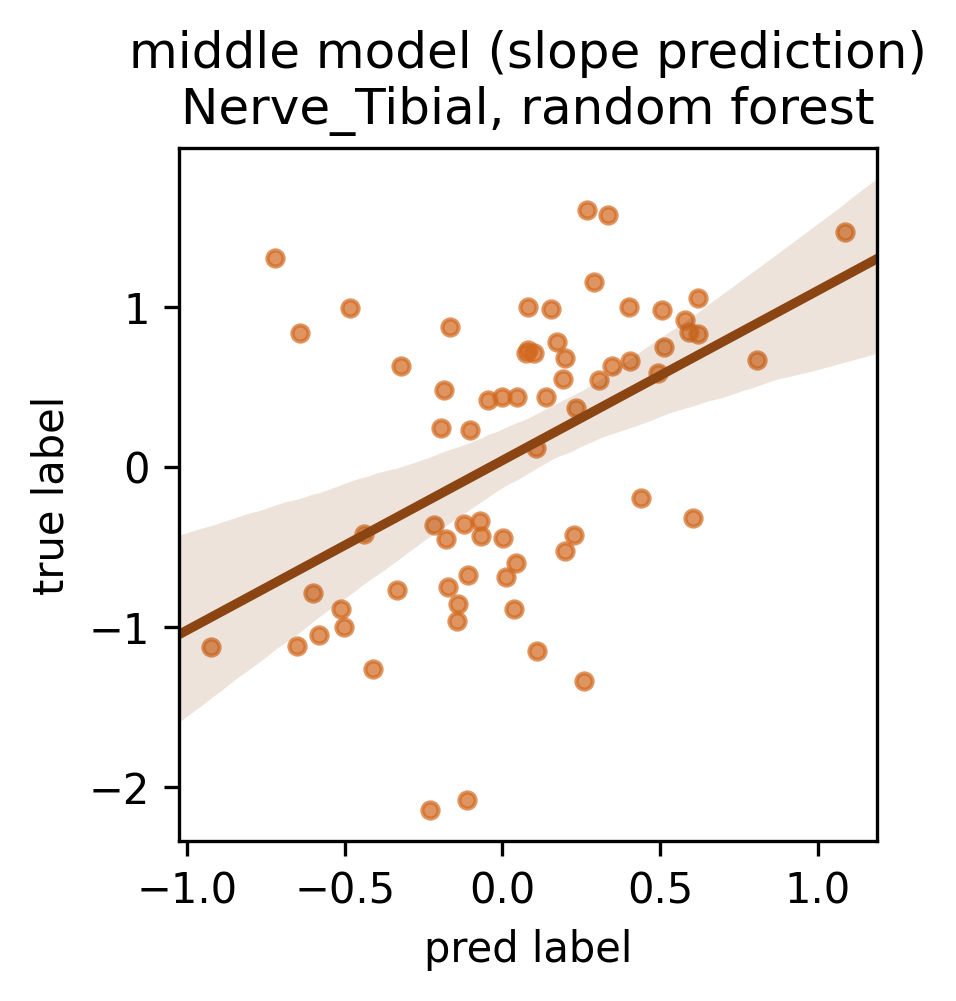 middle model (slope prediction)
Nerve_Tibial, random forest
1
0
−1
−2
true label
−1.0
−0.5
0.0
0.5
1.0
pred label